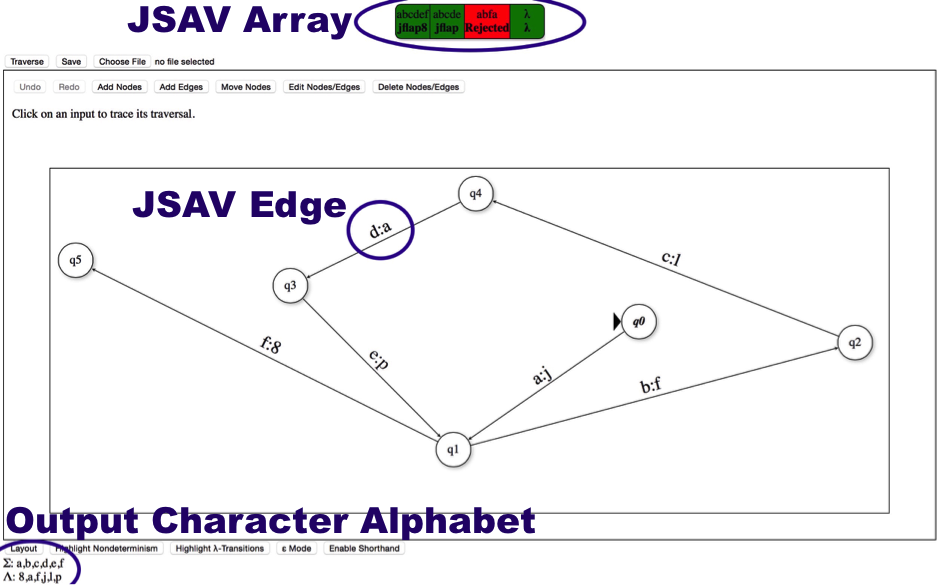 JSAV Array
abcdef abcde abfa λ
jflap8 jflap Rejected λ
Traverse Save Choose File no file selected
Undo Redo Add Nodes Add Edges Move Nodes Edit Nodes/Edges Delete Nodes/Edges
Click on an input to trace its traversal.
q4
JSAV Edge
d:a
q5
c:l
q3
q0
q2
f:8
e:p
a:j
b:f
q1
Output Character Alphabet
Layout Highlight Nondeterminism Highlight λ-Transitions ε Mode Enable Shorthand
Σ: a,b,c,d,e,f
Λ: 8,a,f,j,l,p